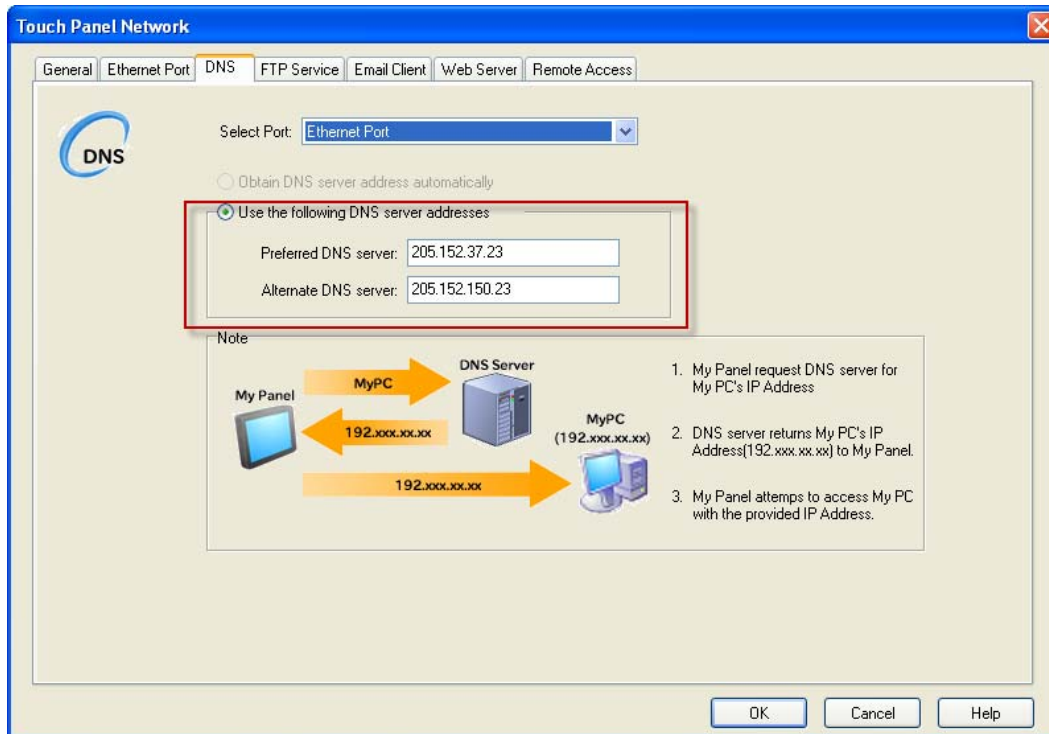 Touch Panel Network
General Ethernet Port DNS FTP Service Email Client Web Server Remote Access
DNS
Select Port: Ethernet Port
Obtain DNS server address automatically
Use the following DNS server addresses
Preferred DNS server: 205.152.37.23
Alternate DNS server: 205.152.150.23
Note
My Panel
MyPC
DNS Server
192.xxx.xx.xx
MyPC
(192.xxx.xx.xx)
192.xxx.xx.xx
1. My Panel request DNS server for
My PC's IP Address
2. DNS server returns My PC's IP
Address(192.xxx.xx.xx) to My Panel.
3. My Panel attemps to access My PC
with the provided IP Address.
OK Cancel Help